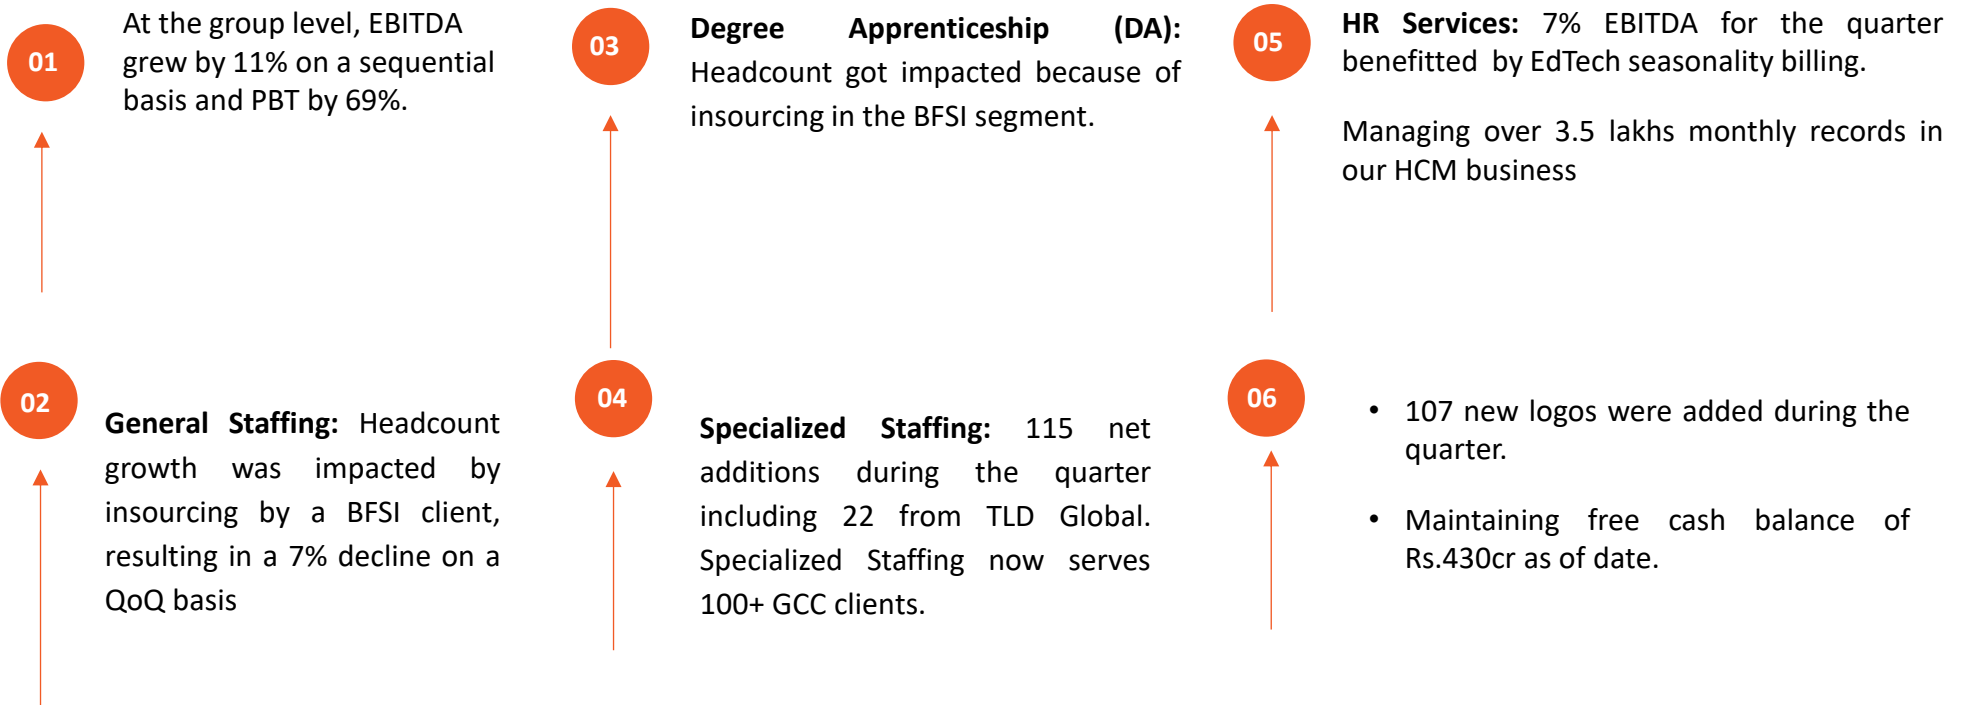 01
At the group level, EBITDA
grew by 11% on a sequential
basis and PBT by 69%.
02
General Staffing: Headcount
growth was impacted by
insourcing by a BFSI client,
resulting in a 7% decline on a
QoQ basis
03
Degree Apprenticeship (DA):
Headcount got impacted because of
insourcing in the BFSI segment.
04
Specialized Staffing: 115 net
additions during the quarter
including 22 from TLD Global.
Specialized Staffing now serves
100+ GCC clients.
05
HR Services: 7% EBITDA for the quarter
benefitted by EdTech seasonality billing.
Managing over 3.5 lakhs monthly records in
our HCM business
06
• 107 new logos were added during the
quarter.
• Maintaining free cash balance of
Rs.430cr as of date.